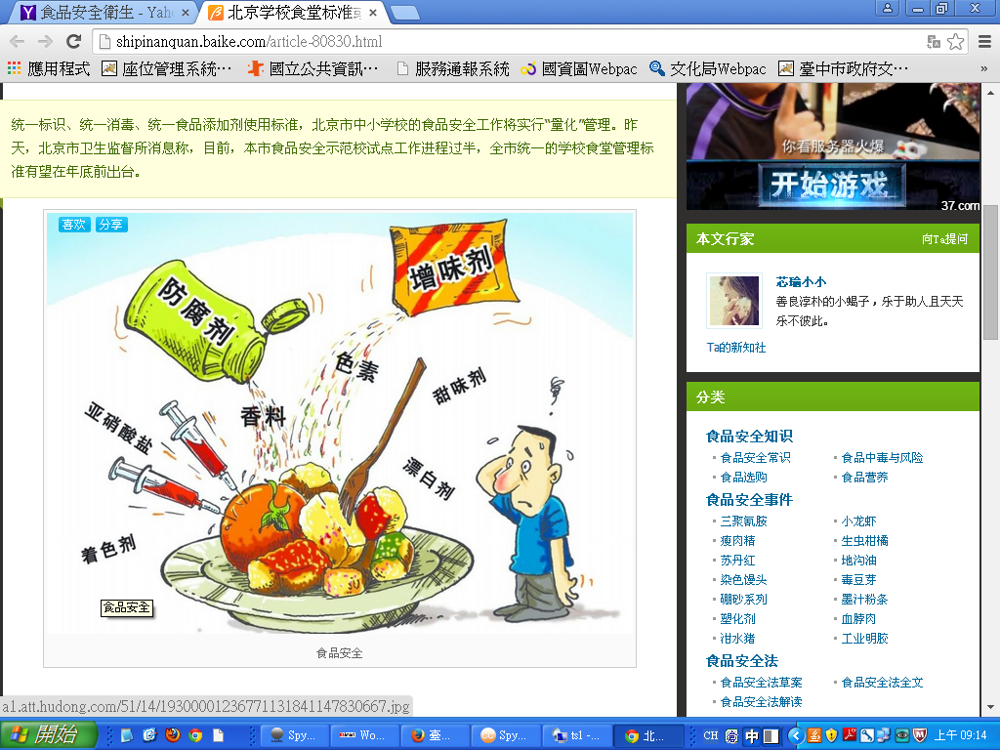 食品安全衛生 - Yah
北京学校食堂标准
shipinanquan.baike.com/article-80830.html
應用程式
座位管理系統…
國立公共資訊…
服務通報系統
國資圖Webpac
文化局Webpac
臺中市政府文…
»
统一标识、统一消毒、统一食品添加剂使用标准，北京市中小学校的食品安全工作将实行“量化”管理。昨
天，北京市卫生监督所消息称，目前，本市食品安全示范校试点工作进程过半，全市统一的学校食堂管理标
准有望在年底前出台。
喜欢 分享
防腐剂
增味剂
色素
甜味剂
香料
亚硝酸盐
漂白剂
着色剂
食品安全
食品安全
你看服务器火爆
开始游戏
37.com
本文行家 向Ta提问
芯瑜小小
善良淳朴的小蝎子，乐于助人且天天
乐不彼此。
Ta的新知社
分类
食品安全知识
食品安全常识 食品中毒与风险
食品选购 食品营养
食品安全事件
三聚氰胺 小龙虾
瘦肉精 生虫柑橘
苏丹红 地沟油
染色馒头 毒豆芽
硼砂系列 墨汁粉条
塑化剂 血脖肉
泔水猪 工业明胶
食品安全法
食品安全法草案 食品安全法全文
食品安全法解读
a1.att.hudong.com/51/14/19300001236771131841147830667.jpg
開始
Spy...
Wo...
臺...
Spy...
ts1 -...
北...
CH
中
上午 09:14